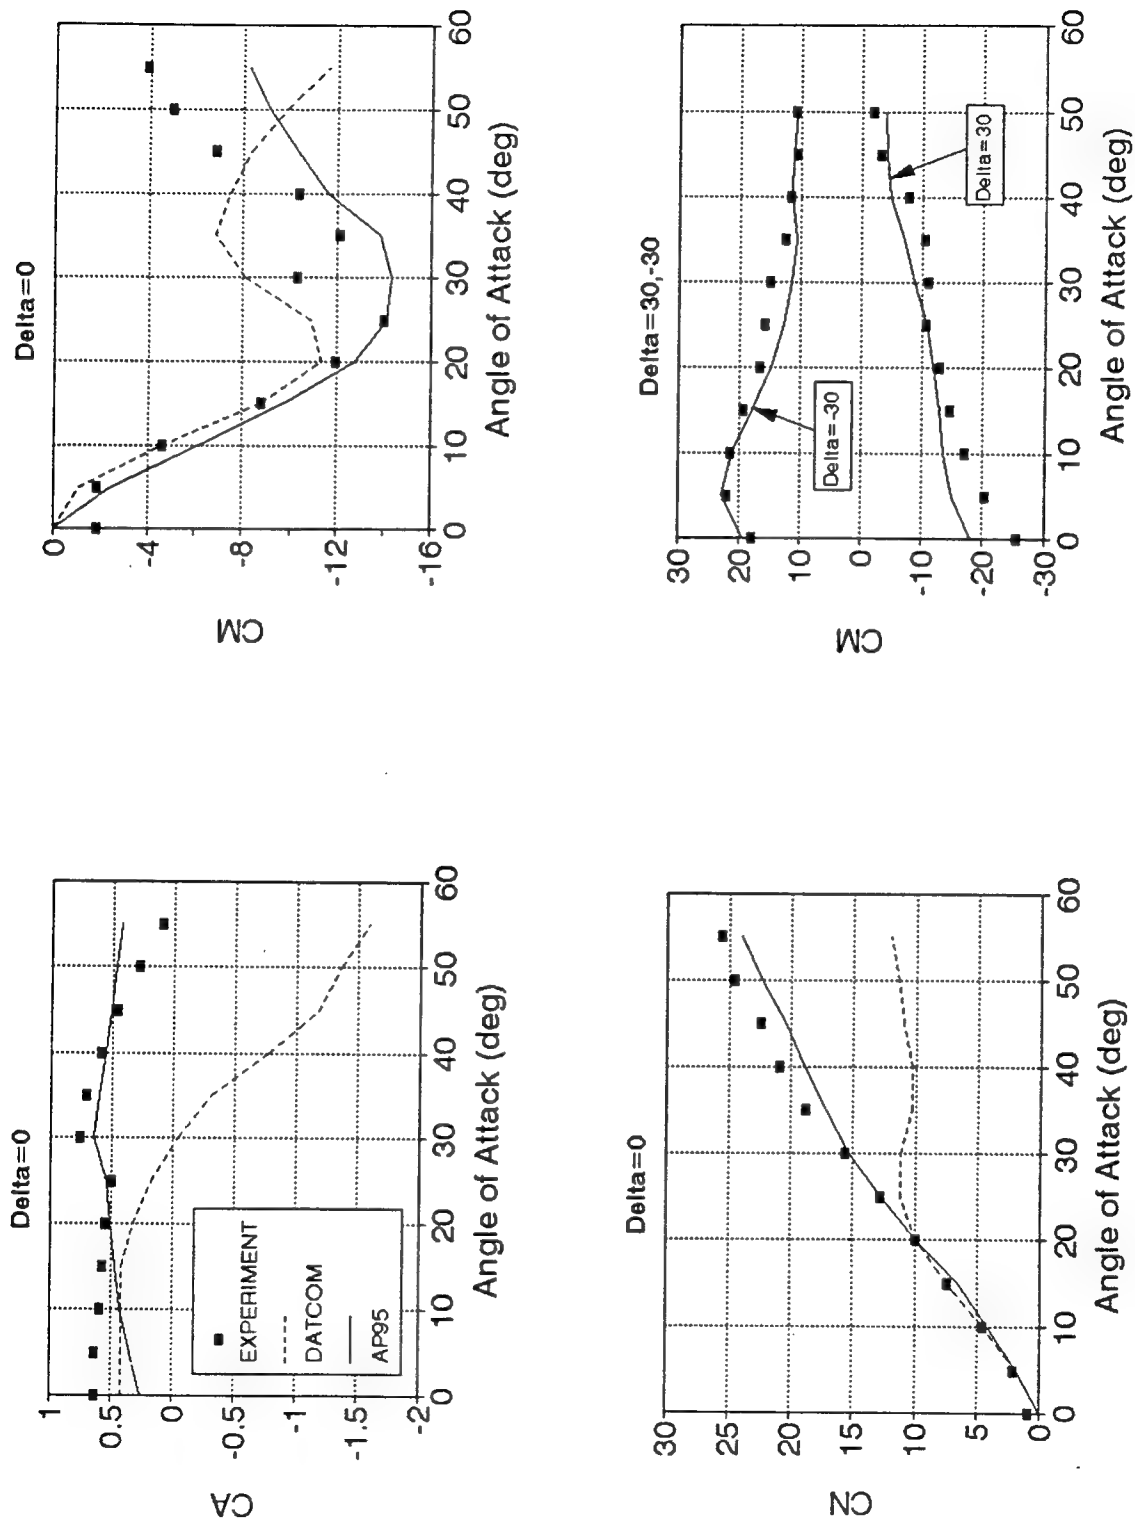 Delta=0
1
0.5
0
-0.5
-1
-1.5
-2
CA
EXPERIMENT
DATCOM
AP95
0 10 20 30 40 50 60
Angle of Attack (deg)
Delta=0
0
-4
-8
-12
-16
CM
0 10 20 30 40 50 60
Angle of Attack (deg)
Delta=0
30
25
20
15
10
5
0
CN
0 10 20 30 40 50 60
Angle of Attack (deg)
Delta=30,-30
30
20
10
0
-10
-20
-30
CM
Delta=-30
Delta=30
0 10 20 30 40 50 60
Angle of Attack (deg)